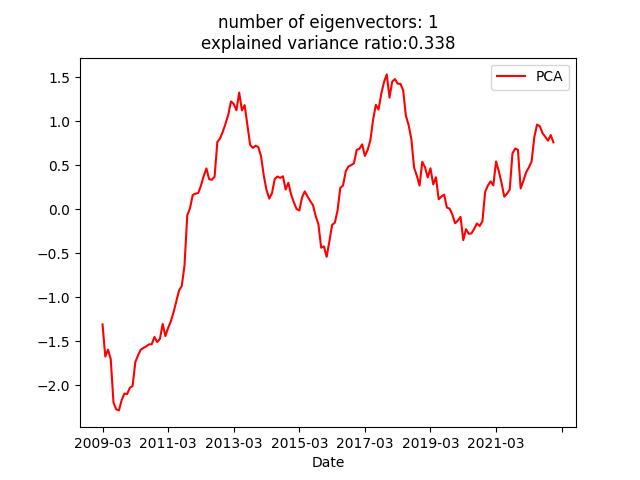 number of eigenvectors: 1
explained variance ratio:0.338
PCA
1.5
1.0
0.5
0.0
−0.5
−1.0
−1.5
−2.0
2009-03 2011-03 2013-03 2015-03 2017-03 2019-03 2021-03
Date